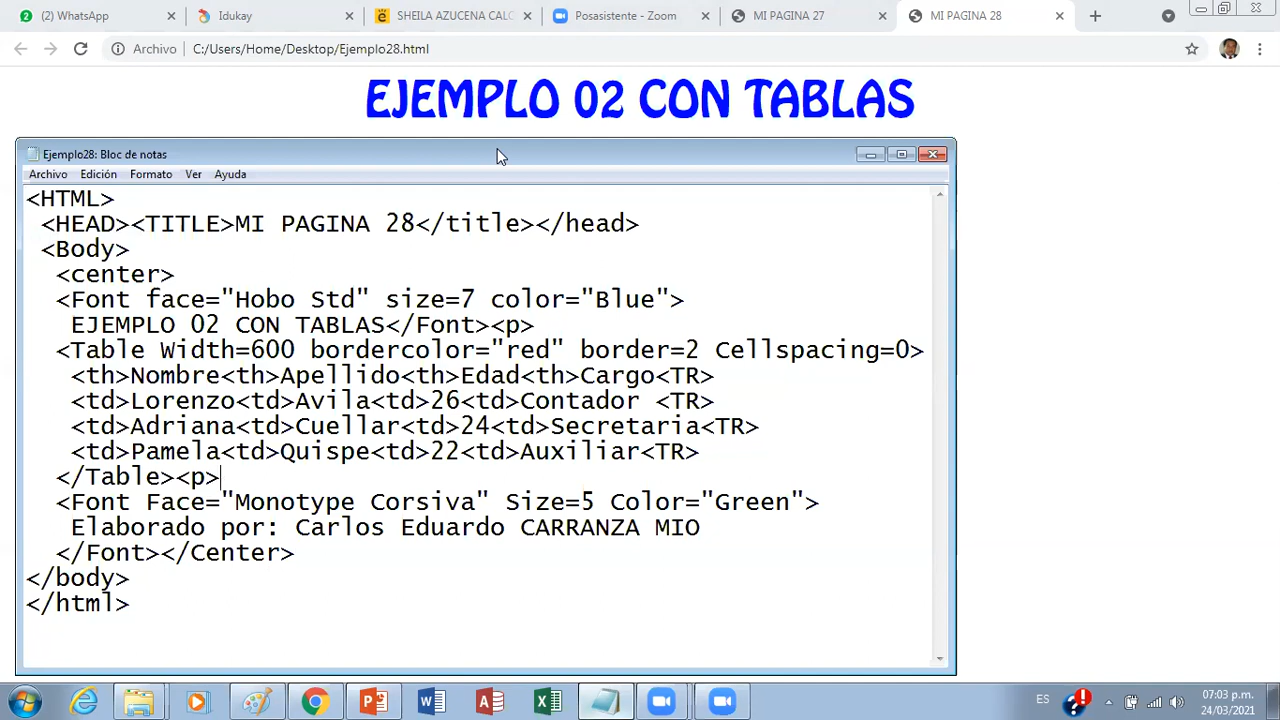 (2) WhatsApp
Idukay
SHEILA AZUCENA CALC
Posasistente - Zoom
MI PAGINA 27
MI PAGINA 28
Archivo
C:/Users/Home/Desktop/Ejemplo28.html
EJEMPLO 02 CON TABLAS
Ejemplo28: Bloc de notas
Archivo Edición Formato Ver Ayuda
<HTML>
<HEAD><TITLE>MI PAGINA 28</title></head>
<Body>
<center>
<Font face="Hobo Std" size=7 color="Blue">
EJEMPLO 02 CON TABLAS</Font><p>
<Table Width=600 bordercolor="red" border=2 Cellspacing=0>
<th>Nombre<th>Apellido<th>Edad<th>Cargo<TR>
<td>Lorenzo<td>Avila<td>26<td>Contador <TR>
<td>Adriana<td>Cuellar<td>24<td>Secretaria<TR>
<td>Pamela<td>Quispe<td>22<td>Auxiliar<TR>
</Table><p>
<Font Face="Monotype Corsiva" Size=5 Color="Green">
Elaborado por: Carlos Eduardo CARRANZA MIO
</Font></Center>
</body>
</html>
ES
07:03 p.m.
24/03/2021